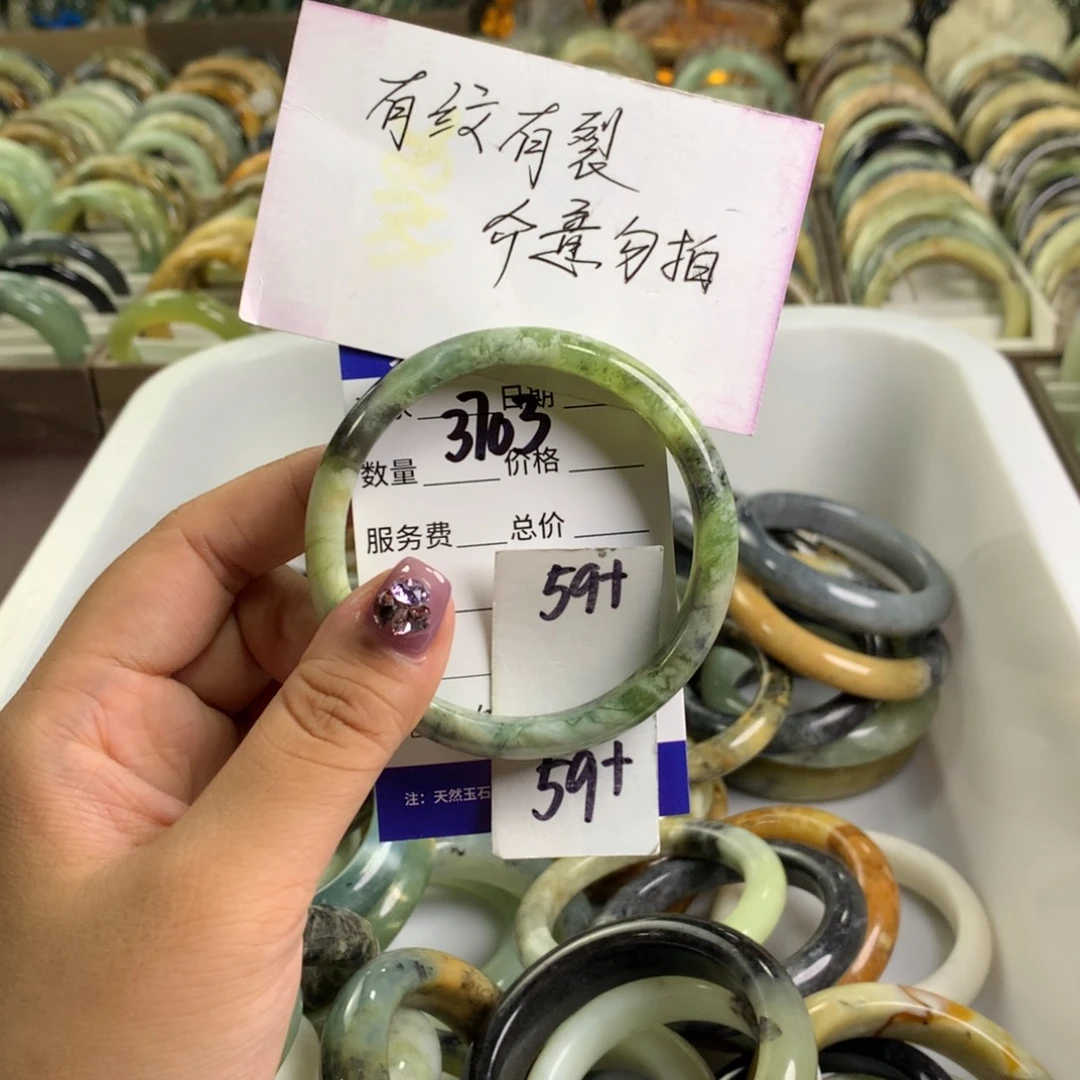 有纹有裂
介意勿拍
日期
3703
数量 价格
服务费 总价
59+
59+
注：天然玉石